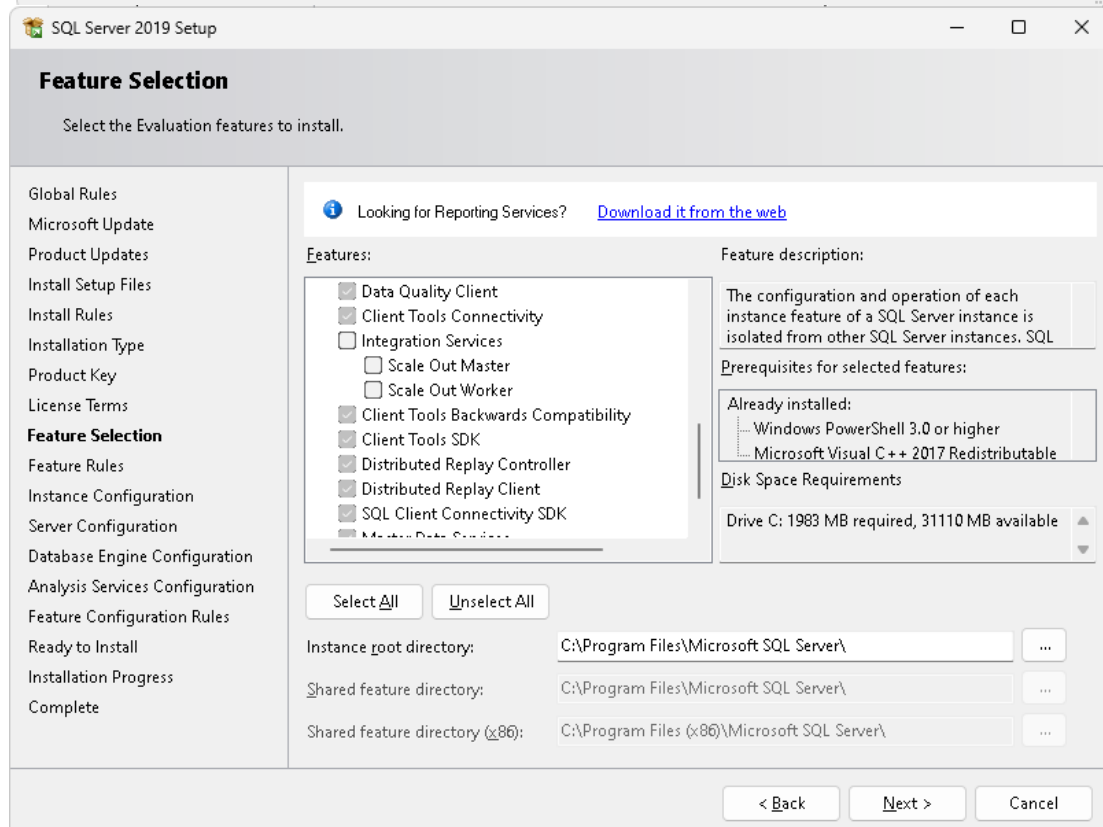 SQL Server 2019 Setup
Feature Selection
Select the Evaluation features to install.
Global Rules
Microsoft Update
Product Updates
Install Setup Files
Install Rules
Installation Type
Product Key
License Terms
Feature Selection
Feature Rules
Instance Configuration
Server Configuration
Database Engine Configuration
Analysis Services Configuration
Feature Configuration Rules
Ready to Install
Installation Progress
Complete
Looking for Reporting Services? Download it from the web
Features:
Data Quality Client
Client Tools Connectivity
Integration Services
Scale Out Master
Scale Out Worker
Client Tools Backwards Compatibility
Client Tools SDK
Distributed Replay Controller
Distributed Replay Client
SQL Client Connectivity SDK
Master Data Services
Feature description:
The configuration and operation of each
instance feature of a SQL Server instance is
isolated from other SQL Server instances. SQL
Prerequisites for selected features:
Already installed:
Windows PowerShell 3.0 or higher
Microsoft Visual C++ 2017 Redistributable
Disk Space Requirements
Drive C: 1983 MB required, 31110 MB available
Select All
Unselect All
Instance root directory: C:\Program Files\Microsoft SQL Server\ ...
Shared feature directory: C:\Program Files\Microsoft SQL Server\ ...
Shared feature directory (x86): C:\Program Files (x86)\Microsoft SQL Server\ ...
< Back
Next >
Cancel